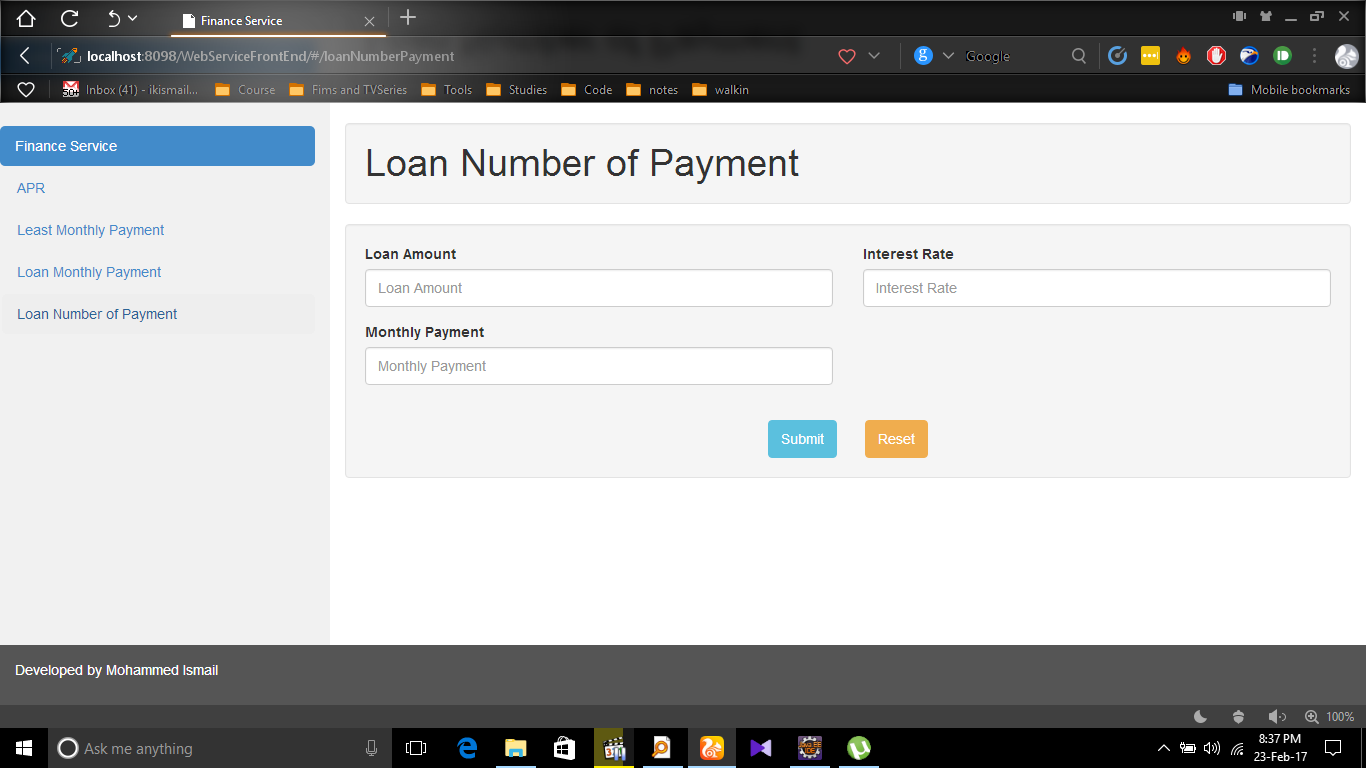 Finance Service
localhost:8098/WebServiceFrontEnd/#/loanNumberPayment
g
Google
50+
Inbox (41) - ikismail...
Course
Fims and TVSeries
Tools
Studies
Code
notes
walkin
Mobile bookmarks
Finance Service
APR
Least Monthly Payment
Loan Monthly Payment
Loan Number of Payment
Loan Number of Payment
Loan Amount
Loan Amount
Interest Rate
Interest Rate
Monthly Payment
Monthly Payment
Submit
Reset
Developed by Mohammed Ismail
100%
Ask me anything
8:37 PM
23-Feb-17